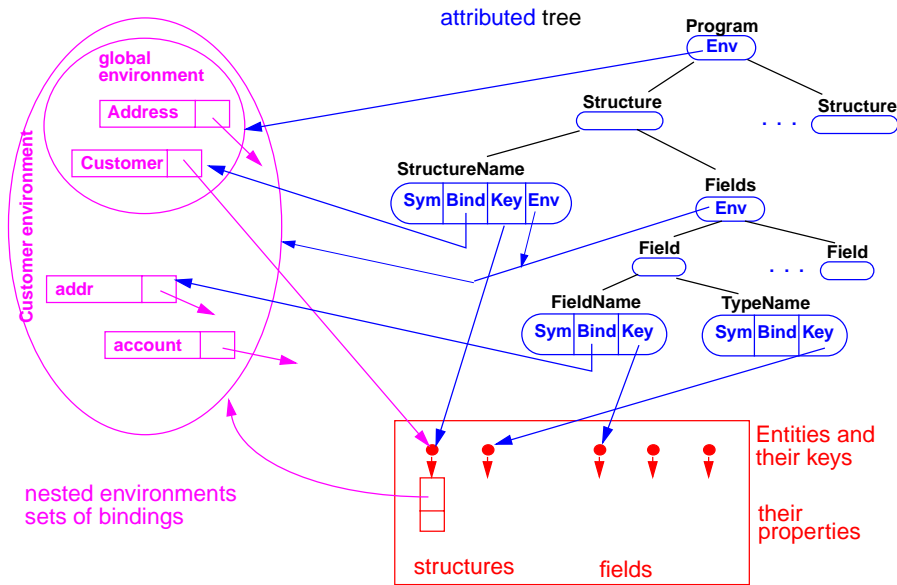 attributed tree
Program
Env
global
environment
Address
Customer
Customer environment
addr
account
Structure
. . .
Structure
StructureName
Sym Bind Key Env
Fields
Env
Field
. . .
Field
FieldName
Sym Bind Key
TypeName
Sym Bind Key
nested environments
sets of bindings
Entities and
their keys
their
properties
structures
fields